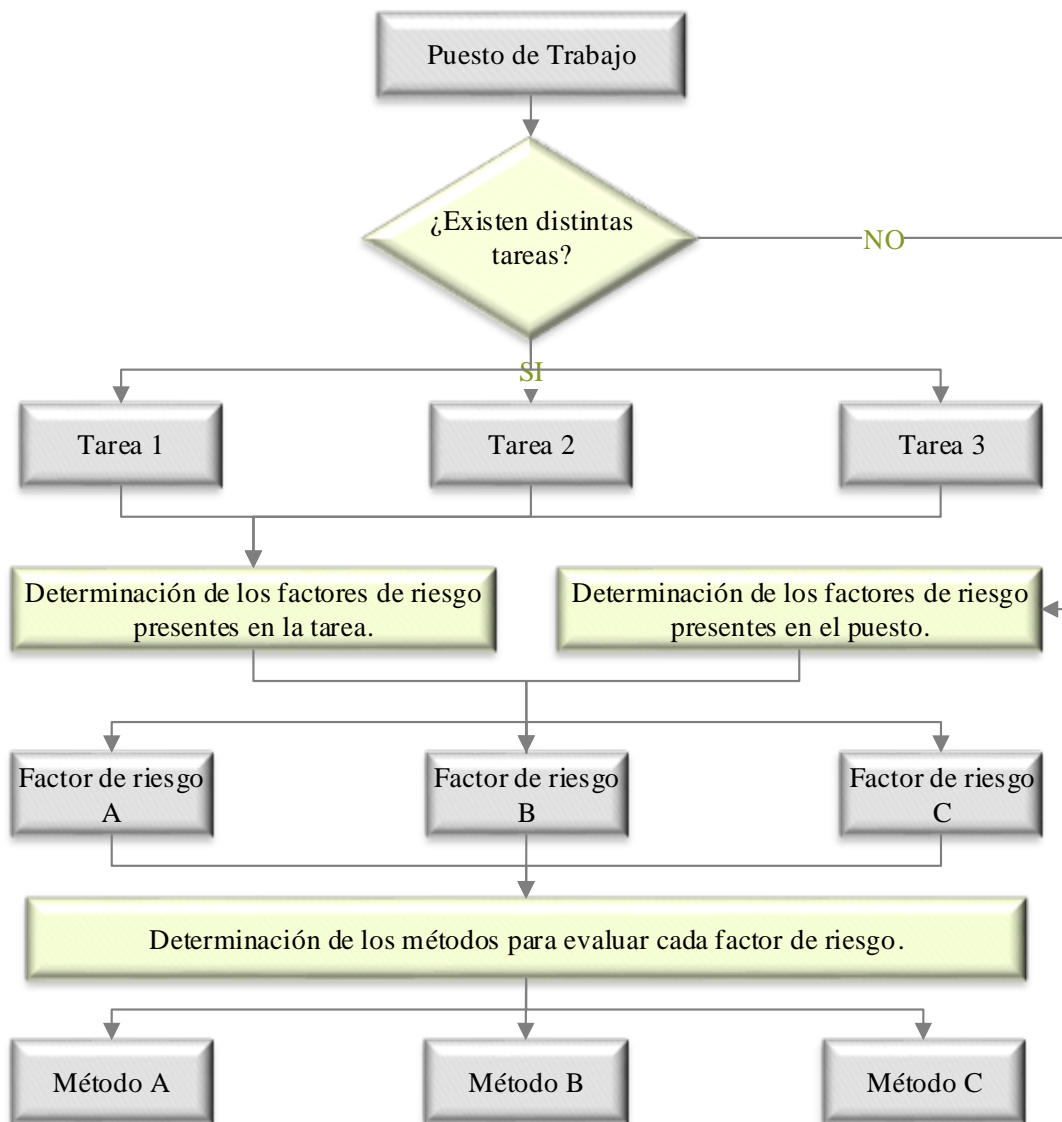 Puesto de Trabajo
¿Existen distintas
tareas?
NO
SI
Tarea 1
Tarea 2
Tarea 3
Determinación de los factores de riesgo
presentes en la tarea.
Determinación de los factores de riesgo
presentes en el puesto.
Factor de riesgo
A
Factor de riesgo
B
Factor de riesgo
C
Determinación de los métodos para evaluar cada factor de riesgo.
Método A
Método B
Método C